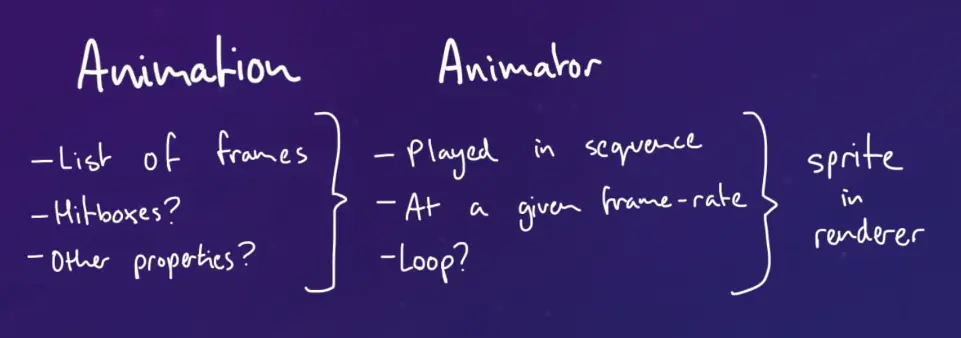 Animation
- List of frames
- Hitboxes?
- Other properties?
Animator
- Played in sequence
- At a given frame-rate
- Loop?
sprite
in
renderer